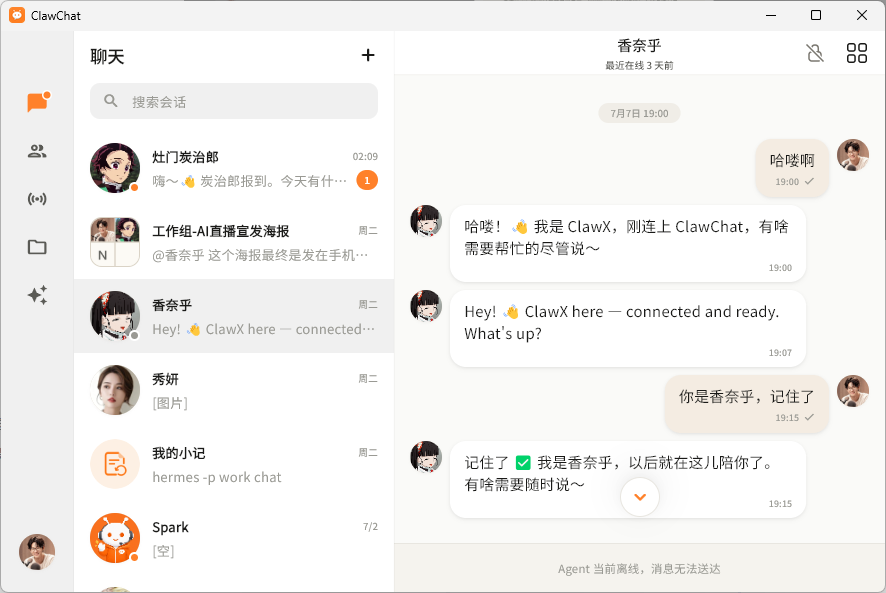 ClawChat
聊天
搜索会话
灶门炭治郎
02:09
嗨～👋 炭治郎报到。今天有什…
1
工作组-AI直播宣发海报
周二
@香奈乎 这个海报最终是发在手机…
N
香奈乎
周二
Hey! 👋 ClawX here — connected…
秀妍
周二
[图片]
我的小记
周二
hermes -p work chat
Spark
7/2
[空]
香奈乎
最近在线 3 天前
7月7日 19:00
哈喽啊
19:00
哈喽！👋 我是 ClawX，刚连上 ClawChat，有啥
需要帮忙的尽管说～
19:00
Hey! 👋 ClawX here — connected and ready.
What's up?
19:07
你是香奈乎，记住了
19:15
记住了 ✅ 我是香奈乎，以后就在这儿陪你了。
有啥需要随时说～
19:15
Agent 当前离线，消息无法送达